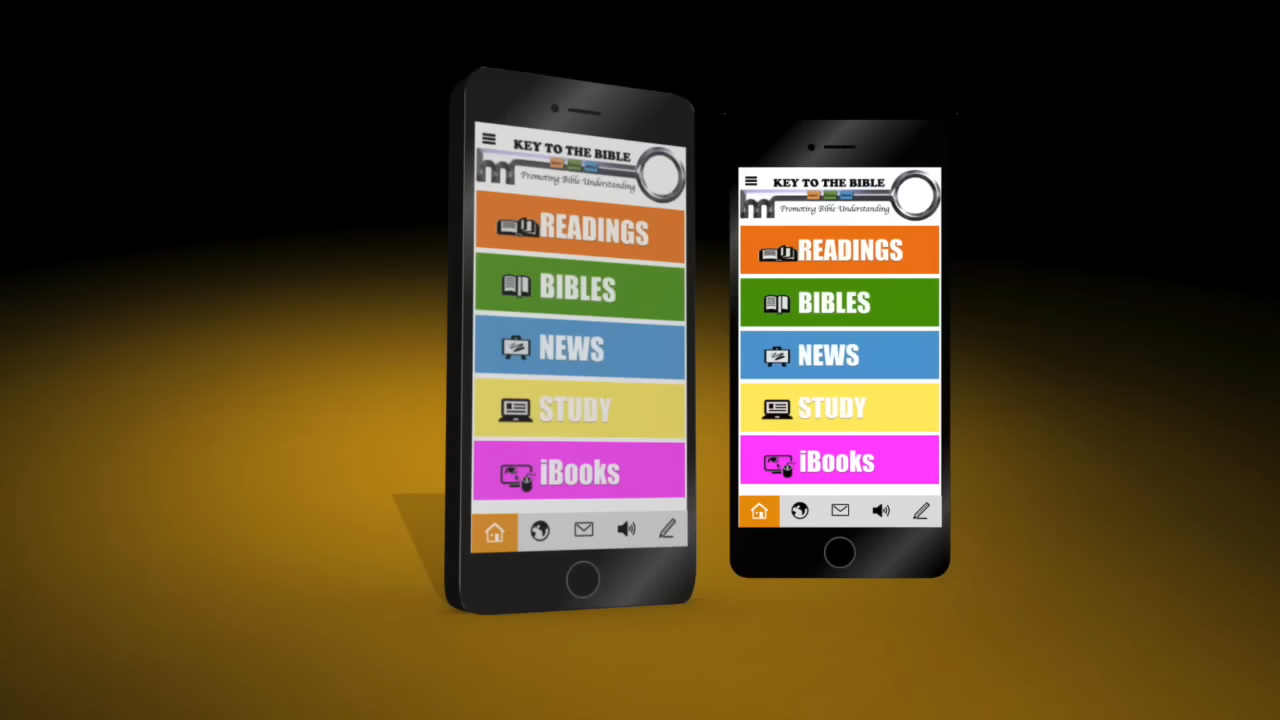 KEY TO THE BIBLE
Promoting Bible Understanding
READINGS
BIBLES
NEWS
STUDY
iBooks
KEY TO THE BIBLE
Promoting Bible Understanding
READINGS
BIBLES
NEWS
STUDY
iBooks